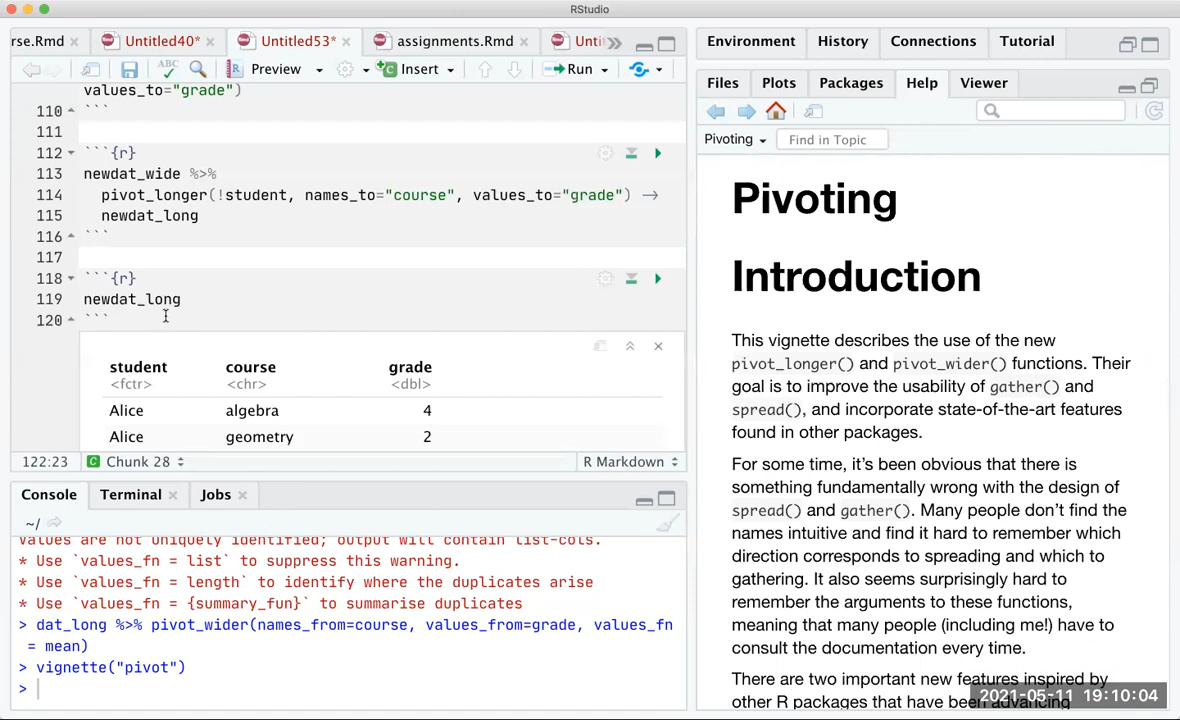 RStudio
rse.Rmd
Untitled40*
Untitled53*
assignments.Rmd
Unti
Preview
Insert
Run
values_to="grade")
110 ```
111
112 ```{r}
113 newdat_wide %>%
114 pivot_longer(!student, names_to="course", values_to="grade") ->
115 newdat_long
116 ```
117
118 ```{r}
119 newdat_long
120 ```
student course grade
<fctr> <chr> <dbl>
Alice algebra 4
Alice geometry 2
122:23 Chunk 28 R Markdown
Console Terminal Jobs
~/
values are not uniquely identified; output will contain list-cols.
* Use `values_fn = list` to suppress this warning.
* Use `values_fn = length` to identify where the duplicates arise
* Use `values_fn = {summary_fun}` to summarise duplicates
> dat_long %>% pivot_wider(names_from=course, values_from=grade, values_fn
= mean)
> vignette("pivot")
>
Environment History Connections Tutorial
Files Plots Packages Help Viewer
Pivoting Find in Topic
Pivoting
Introduction
This vignette describes the use of the new
pivot_longer() and pivot_wider() functions. Their
goal is to improve the usability of gather() and
spread(), and incorporate state-of-the-art features
found in other packages.
For some time, it's been obvious that there is
something fundamentally wrong with the design of
spread() and gather(). Many people don't find the
names intuitive and find it hard to remember which
direction corresponds to spreading and which to
gathering. It also seems surprisingly hard to
remember the arguments to these functions,
meaning that many people (including me!) have to
consult the documentation every time.
There are two important new features inspired by
other R packages that have been advancing
2021-05-11 19:10:04